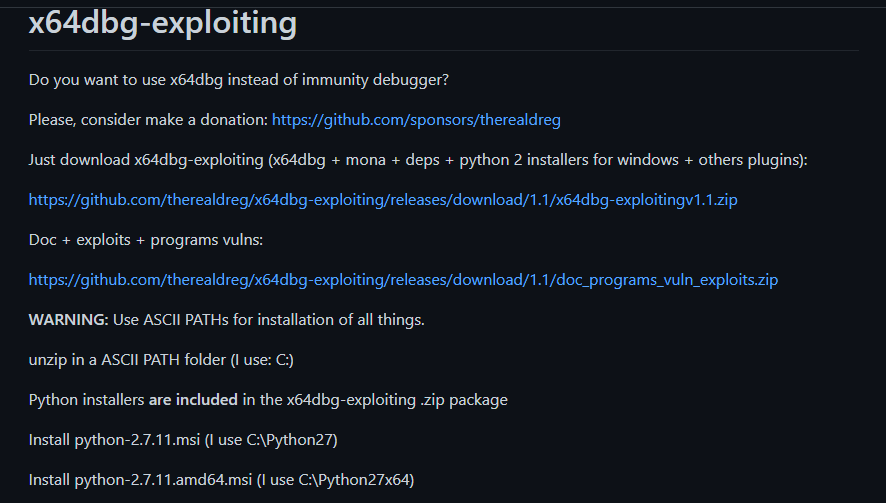 x64dbg-exploiting
Do you want to use x64dbg instead of immunity debugger?
Please, consider make a donation: https://github.com/sponsors/therealdreg
Just download x64dbg-exploiting (x64dbg + mona + deps + python 2 installers for windows + others plugins):
https://github.com/therealdreg/x64dbg-exploiting/releases/download/1.1/x64dbg-exploitingv1.1.zip
Doc + exploits + programs vulns:
https://github.com/therealdreg/x64dbg-exploiting/releases/download/1.1/doc_programs_vuln_exploits.zip
WARNING: Use ASCII PATHs for installation of all things.
unzip in a ASCII PATH folder (I use: C:)
Python installers are included in the x64dbg-exploiting .zip package
Install python-2.7.11.msi (I use C:\Python27)
Install python-2.7.11.amd64.msi (I use C:\Python27x64)